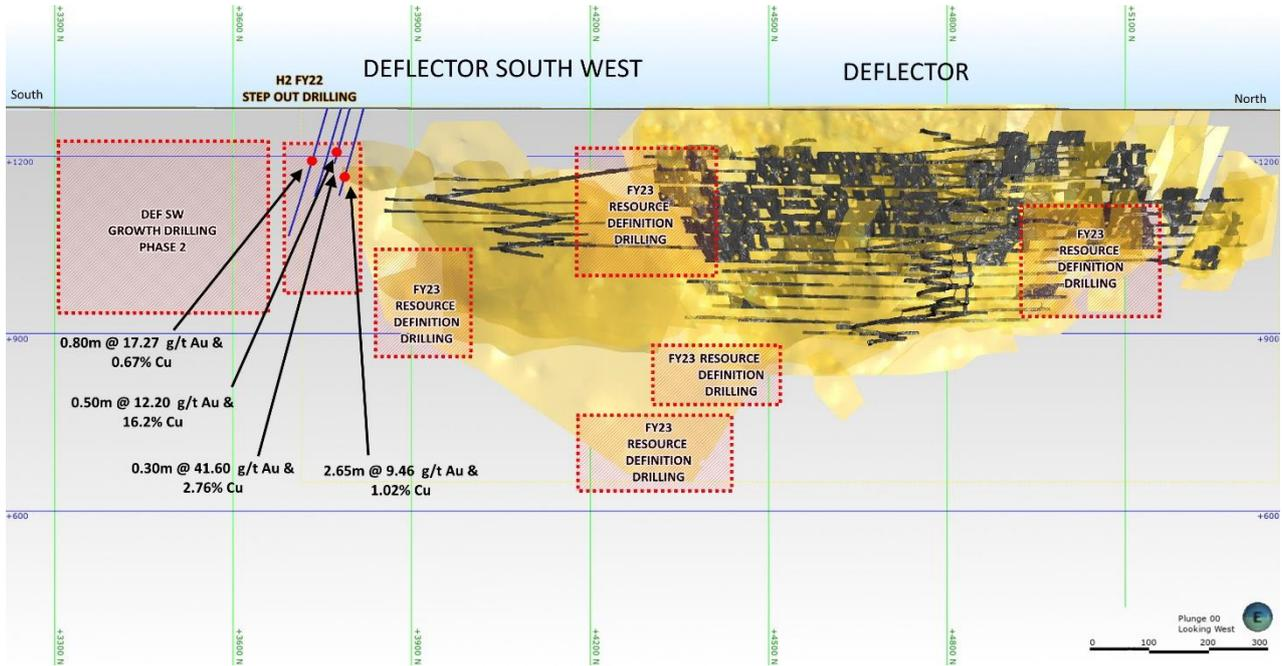 +3300 N
+3600 N
+3900 N
+4200 N
+4500 N
+4800 N
+5100 N
DEFLECTOR SOUTH WEST
DEFLECTOR
H2 FY22
STEP OUT DRILLING
South
North
+1200
+1200
DEF SW
GROWTH DRILLING
PHASE 2
FY23
RESOURCE
DEFINITION
DRILLING
FY23
RESOURCE
DEFINITION
DRILLING
FY23
RESOURCE
DEFINITION
DRILLING
+900
+900
0.80m @ 17.27 g/t Au &
0.67% Cu
FY23 RESOURCE
DEFINITION
DRILLING
0.50m @ 12.20 g/t Au &
16.2% Cu
FY23
RESOURCE
DEFINITION
DRILLING
0.30m @ 41.60 g/t Au &
2.76% Cu
2.65m @ 9.46 g/t Au &
1.02% Cu
+600
+600
+3300 N
+3600 N
+3900 N
+4200 N
+4500 N
+4800 N
Plunge 00
Looking West
E
0 100 200 300